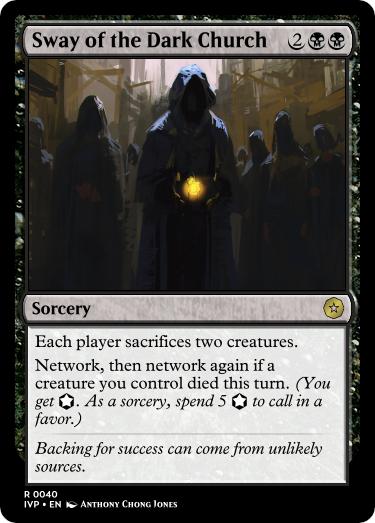 Sway of the Dark Church 2
Sorcery
Each player sacrifices two creatures.
Network, then network again if a
creature you control died this turn. (You
get . As a sorcery, spend 5 to call in a
favor.)
Backing for success can come from unlikely
sources.
R 0040
IVP • EN Anthony Chong Jones